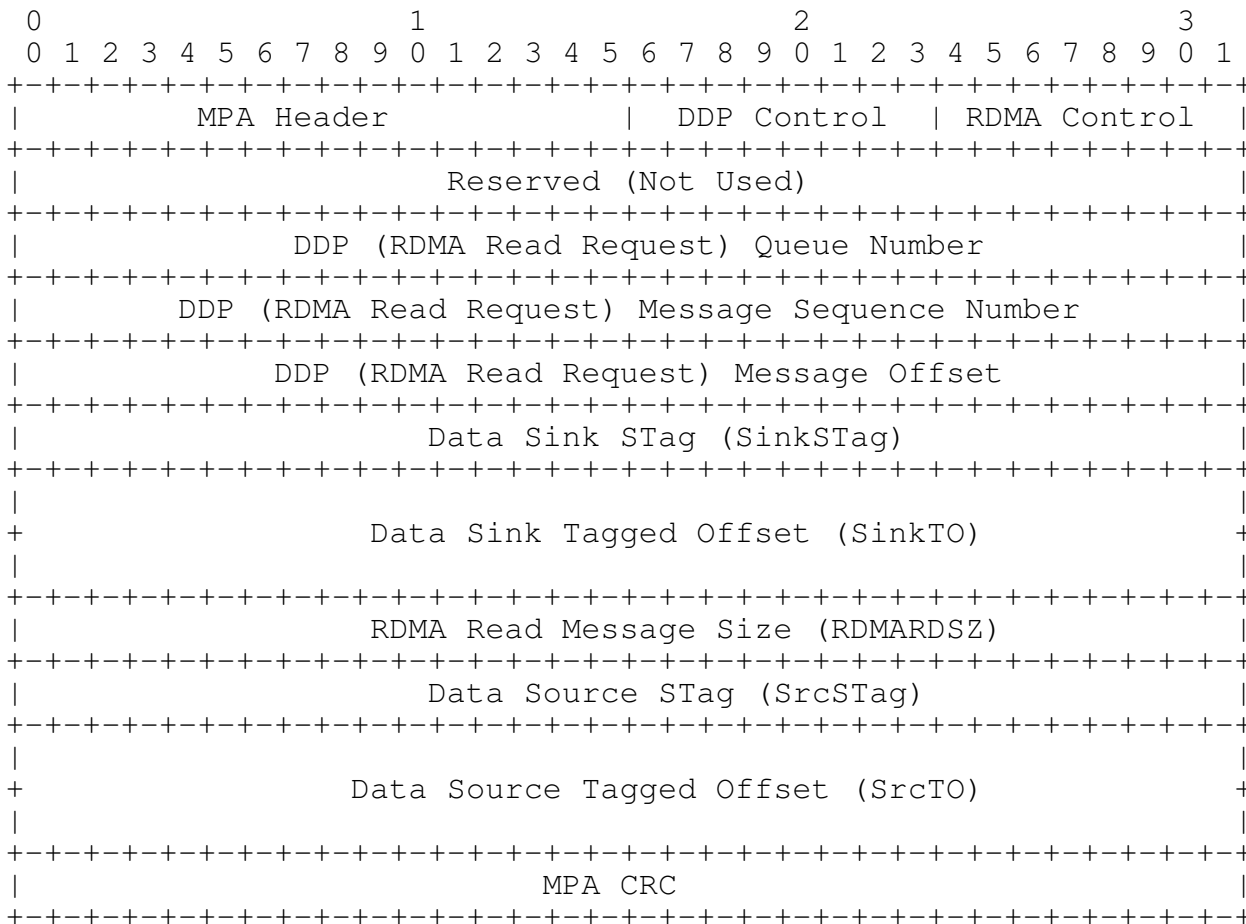 0                   1                   2                   3
0 1 2 3 4 5 6 7 8 9 0 1 2 3 4 5 6 7 8 9 0 1 2 3 4 5 6 7 8 9 0 1
+-+-+-+-+-+-+-+-+-+-+-+-+-+-+-+-+-+-+-+-+-+-+-+-+-+-+-+-+-+-+-+-+
|         MPA Header            |  DDP Control  | RDMA Control  |
+-+-+-+-+-+-+-+-+-+-+-+-+-+-+-+-+-+-+-+-+-+-+-+-+-+-+-+-+-+-+-+-+
|                      Reserved (Not Used)                      |
+-+-+-+-+-+-+-+-+-+-+-+-+-+-+-+-+-+-+-+-+-+-+-+-+-+-+-+-+-+-+-+-+
|              DDP (RDMA Read Request) Queue Number             |
+-+-+-+-+-+-+-+-+-+-+-+-+-+-+-+-+-+-+-+-+-+-+-+-+-+-+-+-+-+-+-+-+
|        DDP (RDMA Read Request) Message Sequence Number        |
+-+-+-+-+-+-+-+-+-+-+-+-+-+-+-+-+-+-+-+-+-+-+-+-+-+-+-+-+-+-+-+-+
|             DDP (RDMA Read Request) Message Offset            |
+-+-+-+-+-+-+-+-+-+-+-+-+-+-+-+-+-+-+-+-+-+-+-+-+-+-+-+-+-+-+-+-+
|                     Data Sink STag (SinkSTag)                 |
+-+-+-+-+-+-+-+-+-+-+-+-+-+-+-+-+-+-+-+-+-+-+-+-+-+-+-+-+-+-+-+-+
|                                                               |
+                  Data Sink Tagged Offset (SinkTO)             +
|                                                               |
+-+-+-+-+-+-+-+-+-+-+-+-+-+-+-+-+-+-+-+-+-+-+-+-+-+-+-+-+-+-+-+-+
|                  RDMA Read Message Size (RDMARDSZ)            |
+-+-+-+-+-+-+-+-+-+-+-+-+-+-+-+-+-+-+-+-+-+-+-+-+-+-+-+-+-+-+-+-+
|                     Data Source STag (SrcSTag)                |
+-+-+-+-+-+-+-+-+-+-+-+-+-+-+-+-+-+-+-+-+-+-+-+-+-+-+-+-+-+-+-+-+
|                                                               |
+                 Data Source Tagged Offset (SrcTO)             +
|                                                               |
+-+-+-+-+-+-+-+-+-+-+-+-+-+-+-+-+-+-+-+-+-+-+-+-+-+-+-+-+-+-+-+-+
|                           MPA CRC                             |
+-+-+-+-+-+-+-+-+-+-+-+-+-+-+-+-+-+-+-+-+-+-+-+-+-+-+-+-+-+-+-+-+